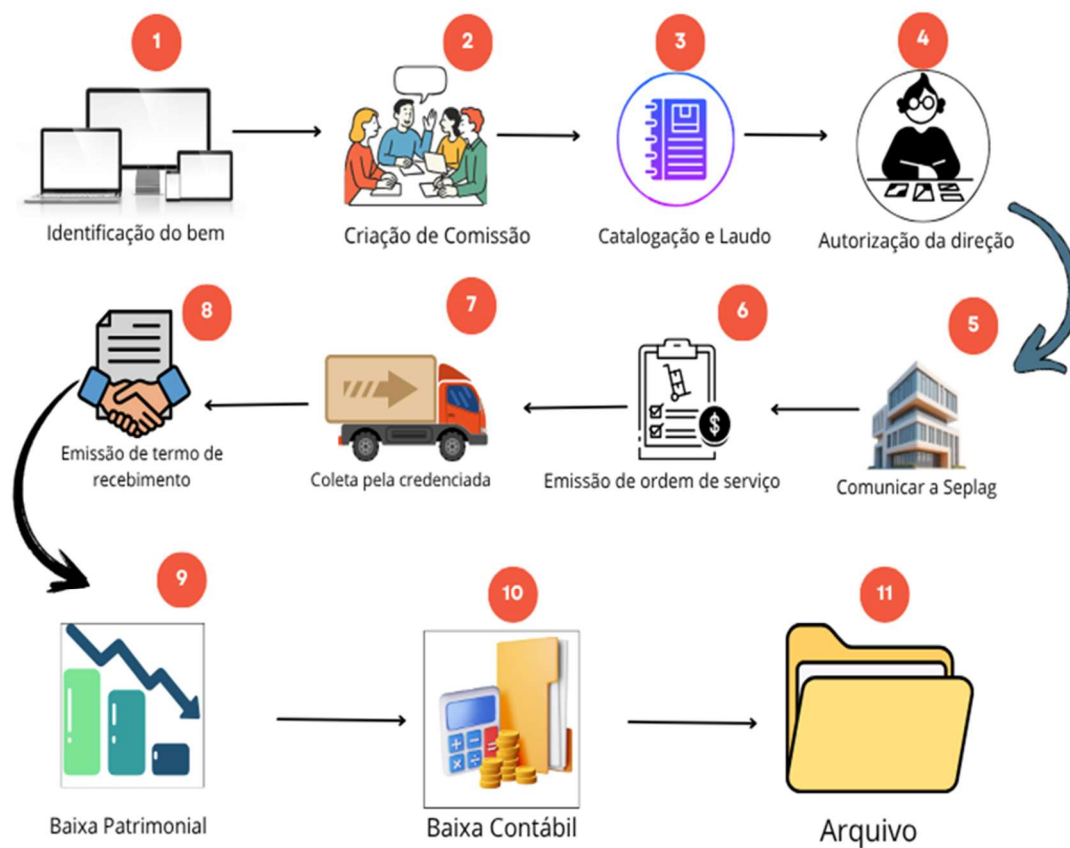 1
2
3
4
Identificação do bem
Criação de Comissão
Catalogação e Laudo
Autorização da direção
5
Comunicar a Seplag
6
Emissão de ordem de serviço
7
Coleta pela credenciada
8
Emissão de termo de
recebimento
9
10
11
Baixa Patrimonial
Baixa Contábil
Arquivo